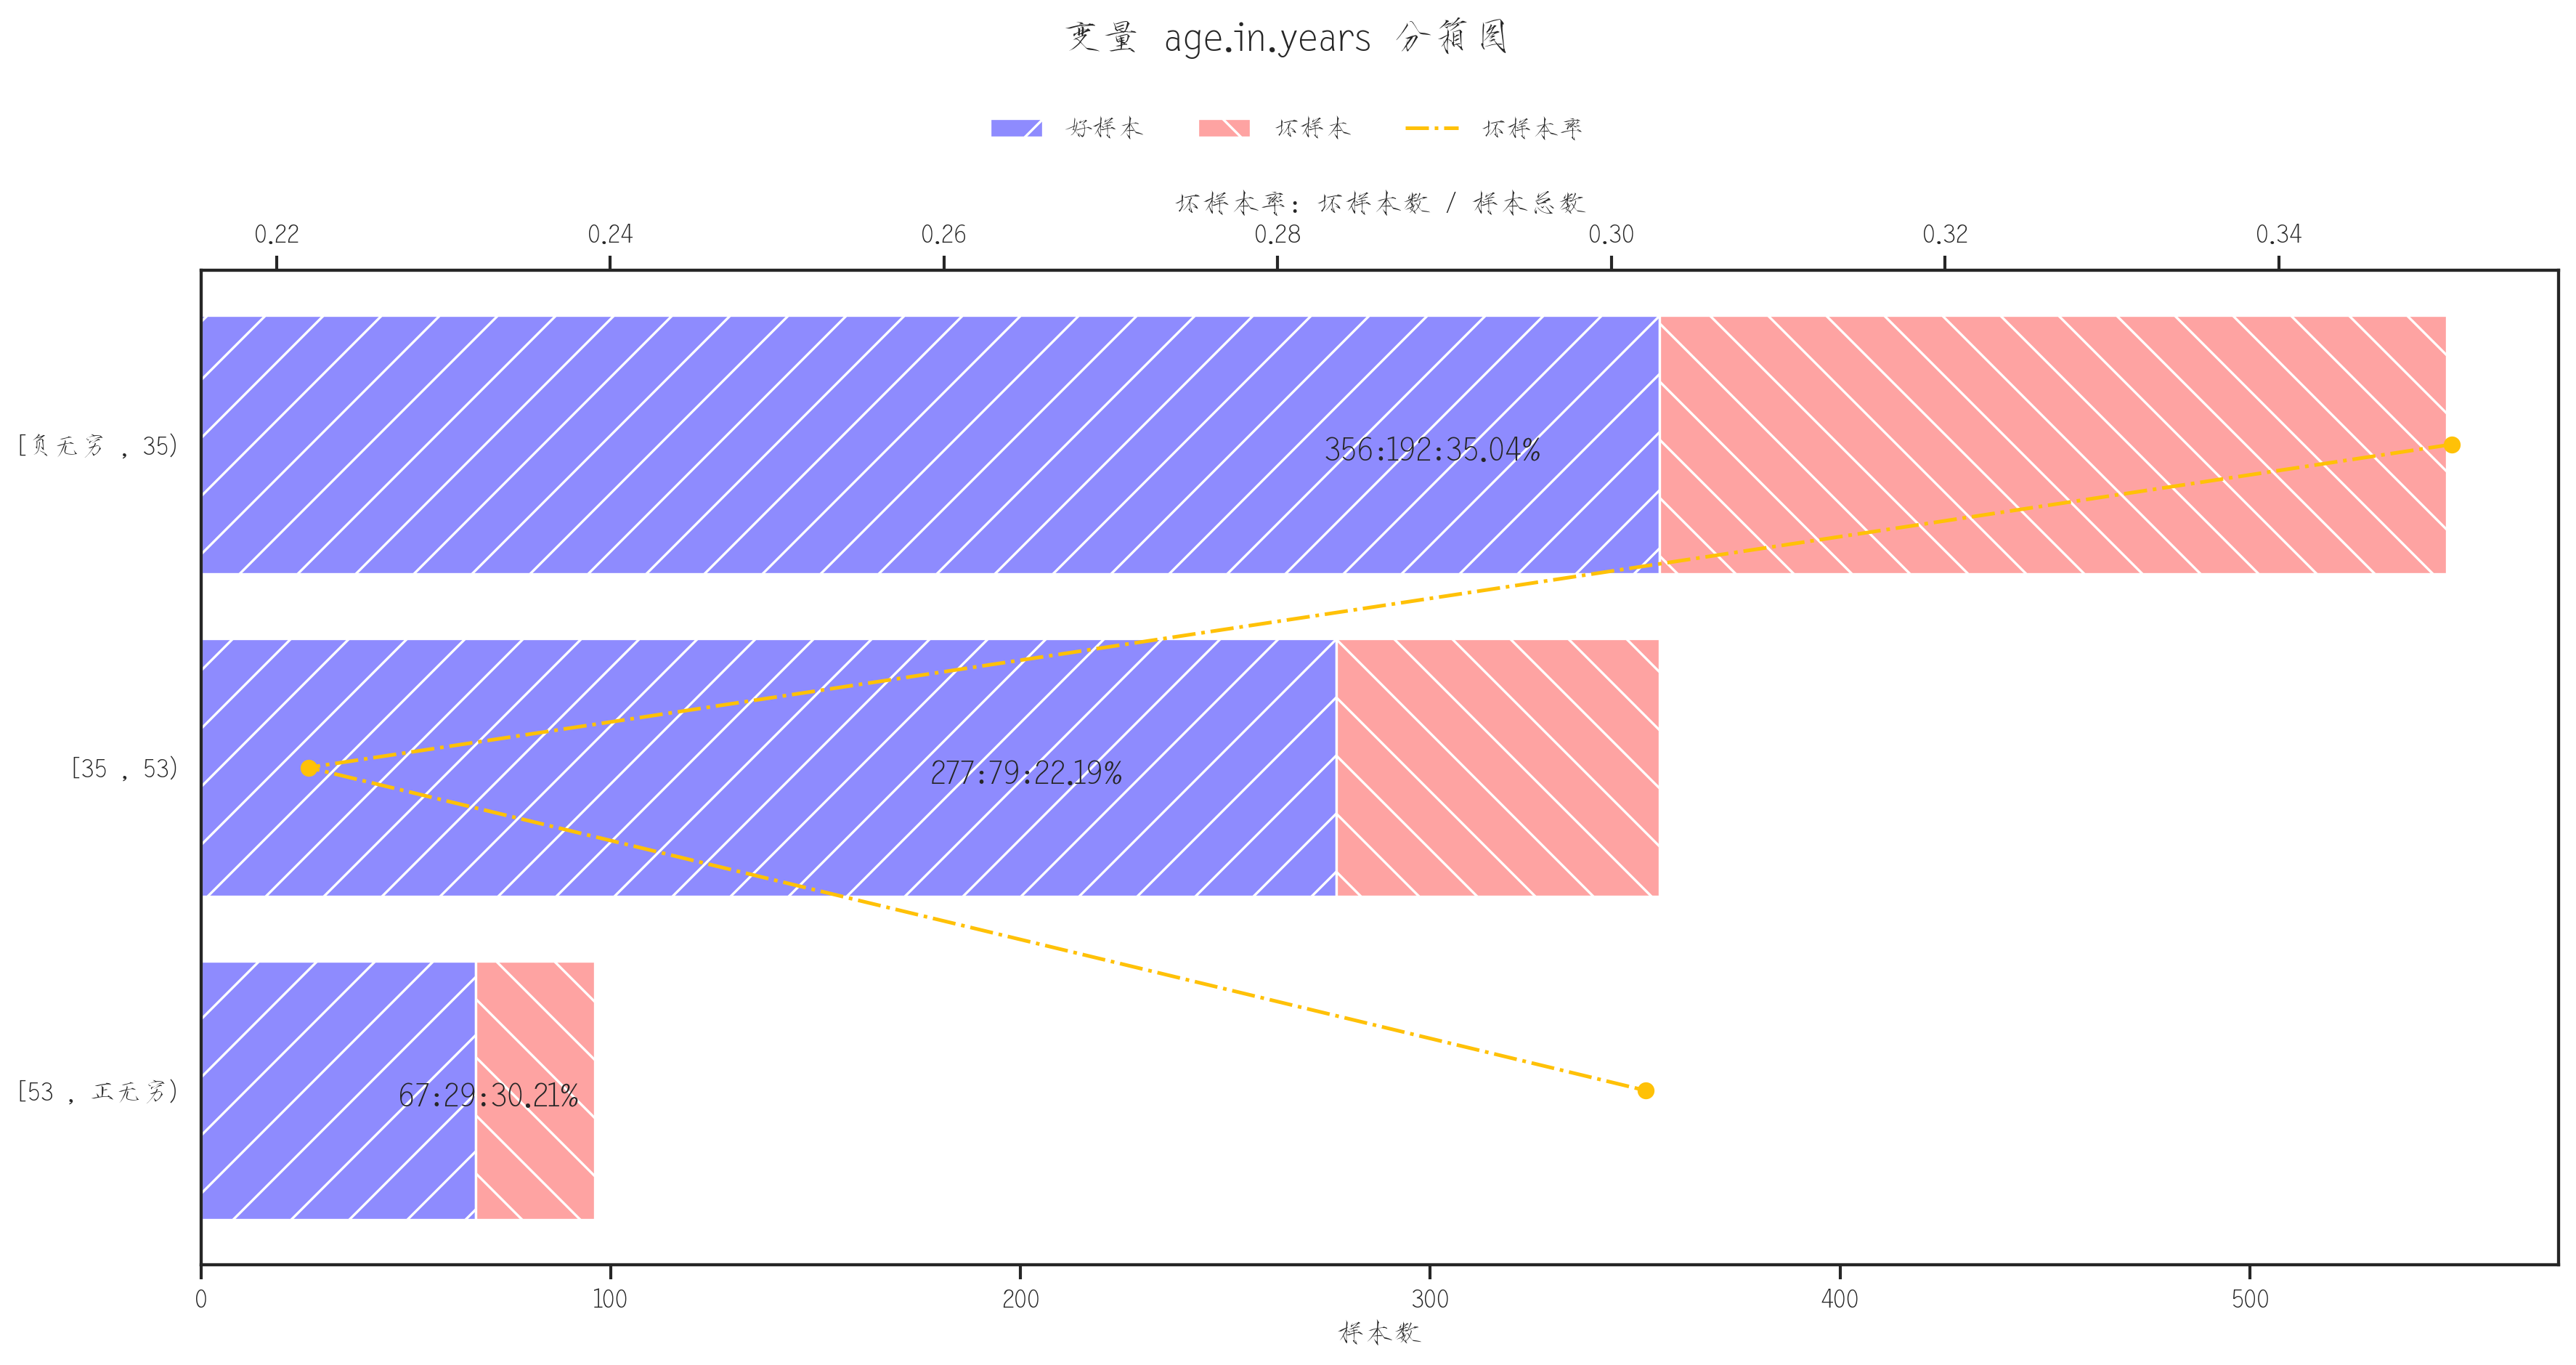 变量 age.in.years 分箱图
好样本 坏样本 坏样本率
坏样本率: 坏样本数 / 样本总数
0.22 0.24 0.26 0.28 0.30 0.32 0.34
[负无穷 , 35)
356:192:35.04%
[35 , 53)
277:79:22.19%
[53 , 正无穷)
67:29:30.21%
0 100 200 300 400 500
样本数